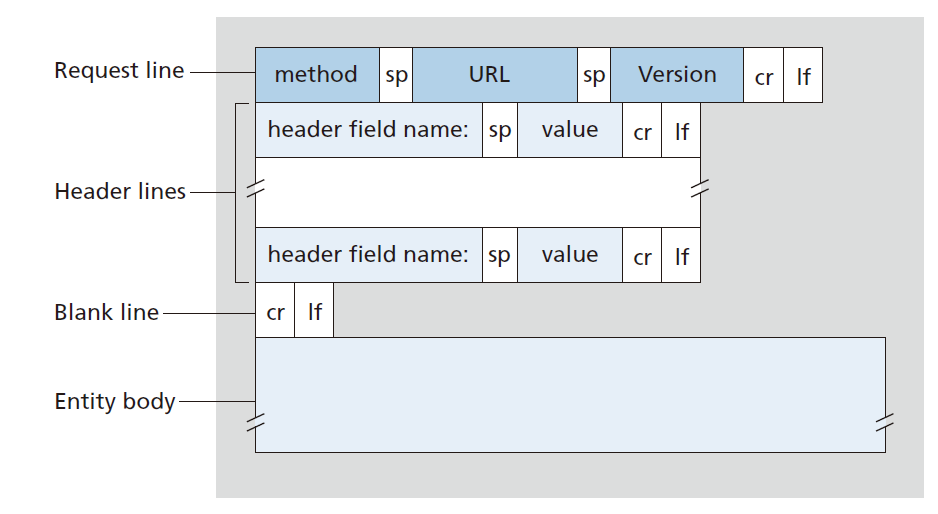 Request line
method sp URL sp Version cr lf
header field name: sp value cr lf
Header lines
header field name: sp value cr lf
Blank line
cr lf
Entity body